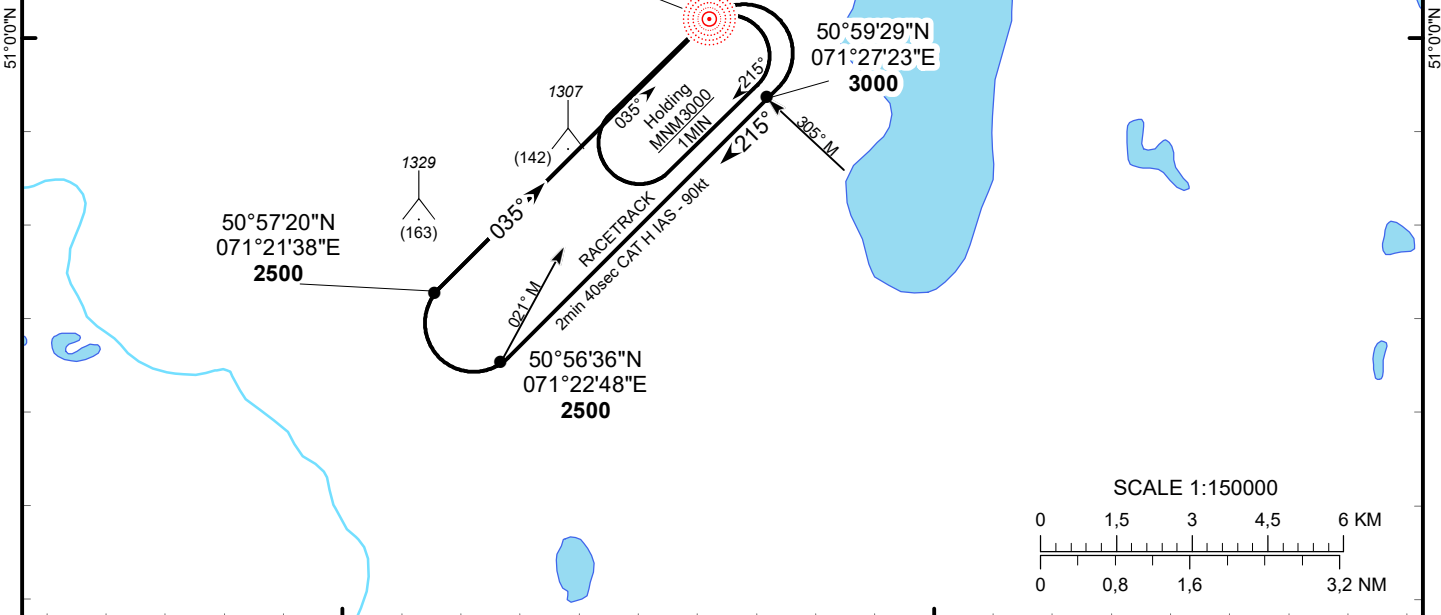 51°0'0"N
51°0'0"N
50°59'29"N
071°27'23"E
3000
215°
035°
Holding
MNM3000
1MIN
215°
305° M
1307
(142)
1329
(163)
035°
50°57'20"N
071°21'38"E
2500
RACETRACK
2min 40sec CAT H IAS - 90kt
021° M
50°56'36"N
071°22'48"E
2500
SCALE 1:150000
0 1,5 3 4,5 6 KM
0 0,8 1,6 3,2 NM